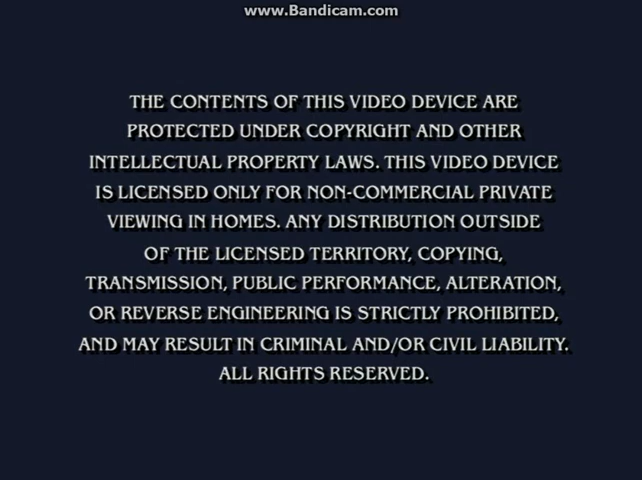 www.Bandicam.com
THE CONTENTS OF THIS VIDEO DEVICE ARE
PROTECTED UNDER COPYRIGHT AND OTHER
INTELLECTUAL PROPERTY LAWS. THIS VIDEO DEVICE
IS LICENSED ONLY FOR NON-COMMERCIAL PRIVATE
VIEWING IN HOMES. ANY DISTRIBUTION OUTSIDE
OF THE LICENSED TERRITORY, COPYING,
TRANSMISSION, PUBLIC PERFORMANCE, ALTERATION,
OR REVERSE ENGINEERING IS STRICTLY PROHIBITED,
AND MAY RESULT IN CRIMINAL AND/OR CIVIL LIABILITY.
ALL RIGHTS RESERVED.